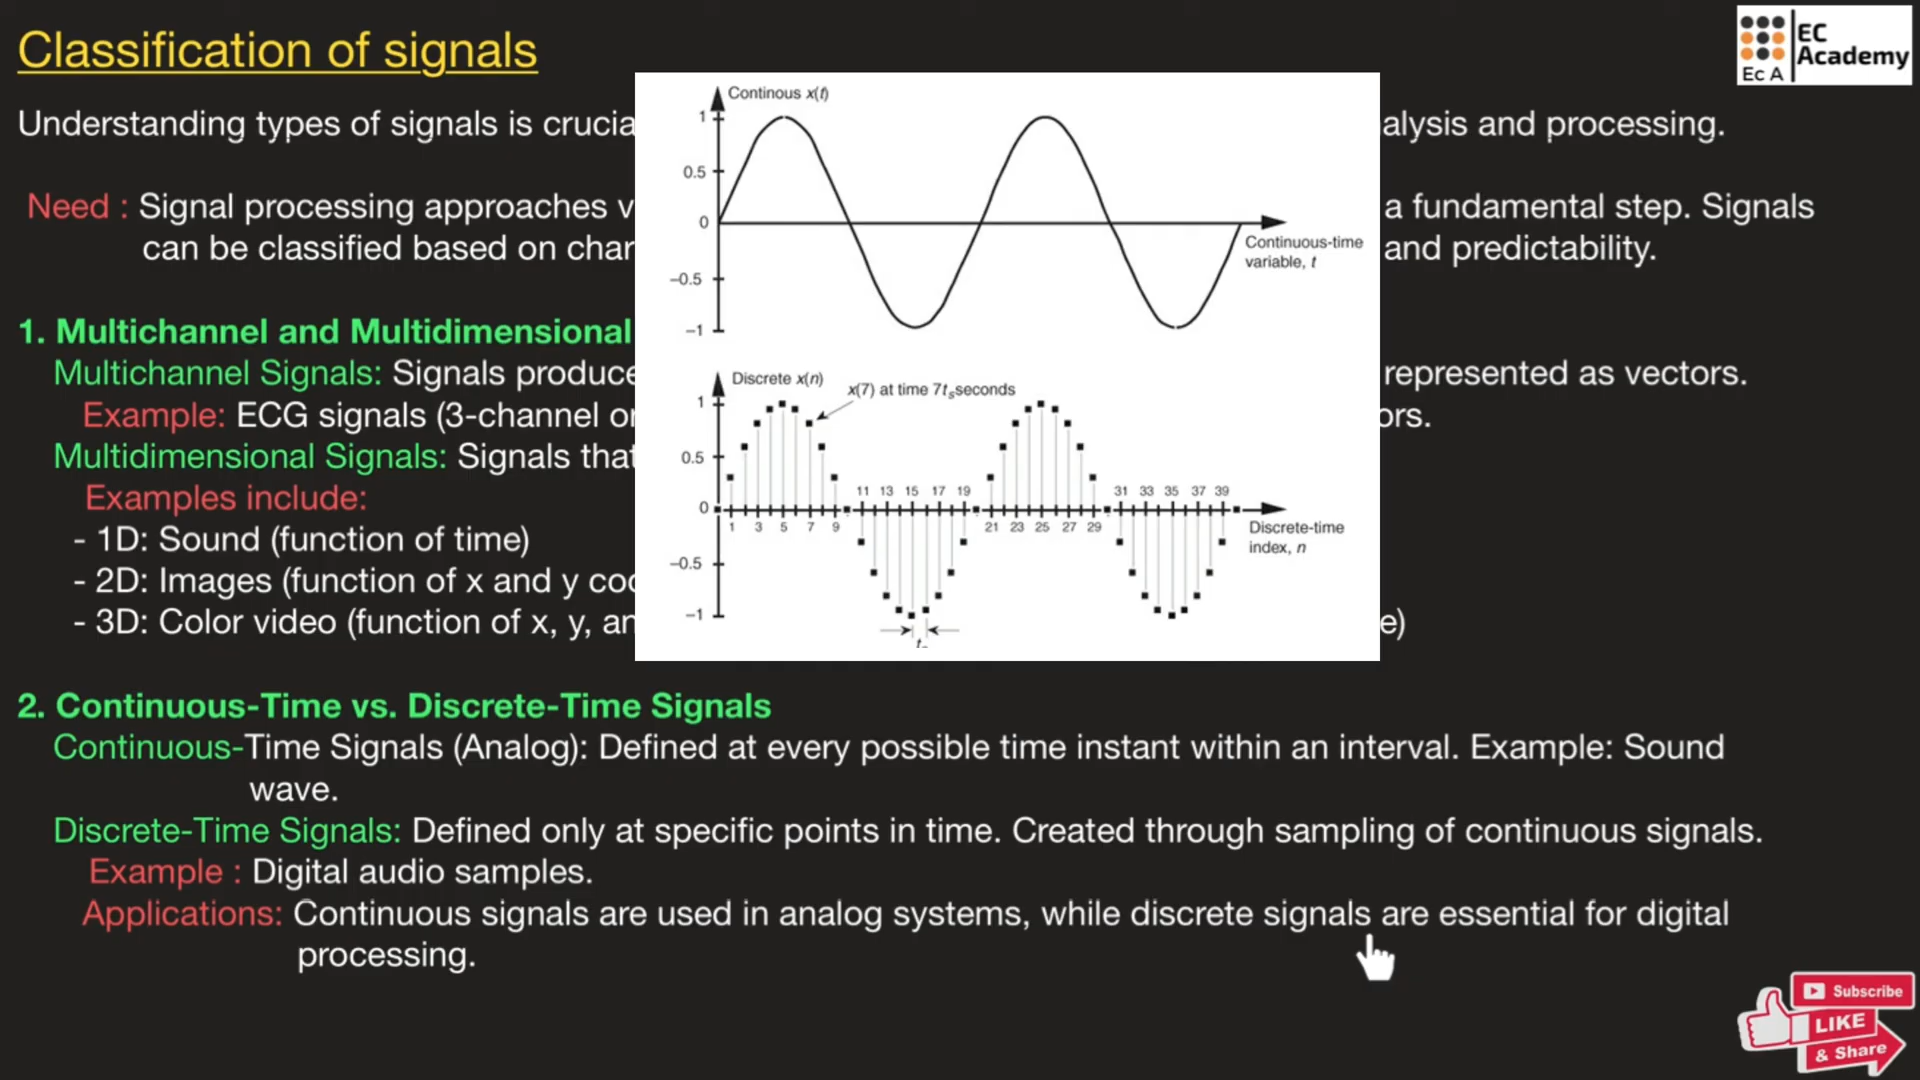 Classification of signals
EC
Academy
Ec A
Understanding types of signals is crucia
alysis and processing.
Need : Signal processing approaches v
a fundamental step. Signals
can be classified based on char
and predictability.
1. Multichannel and Multidimensional
Multichannel Signals: Signals produce
represented as vectors.
Example: ECG signals (3-channel or
ors.
Multidimensional Signals: Signals that
Examples include:
- 1D: Sound (function of time)
- 2D: Images (function of x and y coo
- 3D: Color video (function of x, y, an
e)
Continous x(t)
1
0.5
0
−0.5
−1
Continuous-time
variable, t
Discrete x(n)
x(7) at time 7tₛseconds
1
0.5
0
−0.5
−1
11 13 15 17 19 31 33 35 37 39
1 3 5 7 9 21 23 25 27 29
Discrete-time
index, n
2. Continuous-Time vs. Discrete-Time Signals
Continuous-Time Signals (Analog): Defined at every possible time instant within an interval. Example: Sound
wave.
Discrete-Time Signals: Defined only at specific points in time. Created through sampling of continuous signals.
Example : Digital audio samples.
Applications: Continuous signals are used in analog systems, while discrete signals are essential for digital
processing.
Subscribe
LIKE
& Share